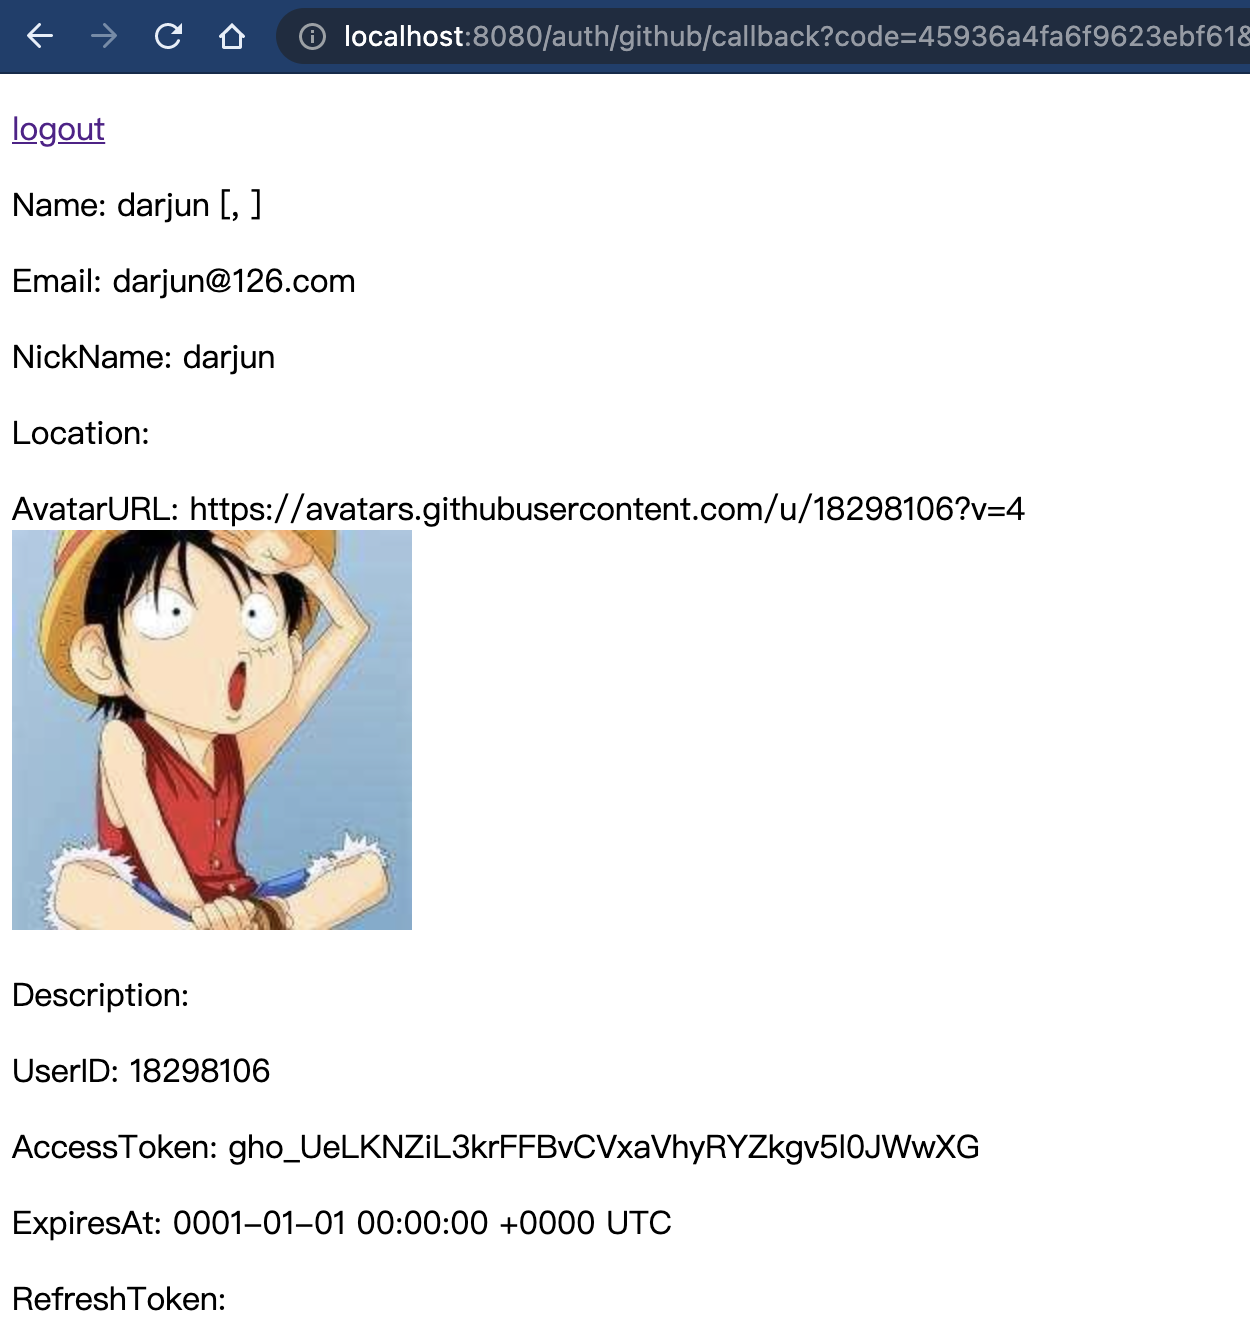 localhost:8080/auth/github/callback?code=45936a4fa6f9623ebf61&
logout
Name: darjun [, ]
Email: darjun@126.com
NickName: darjun
Location:
AvatarURL: https://avatars.githubusercontent.com/u/18298106?v=4
Description:
UserID: 18298106
AccessToken: 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
ExpiresAt: 0001-01-01 00:00:00 +0000 UTC
RefreshToken: